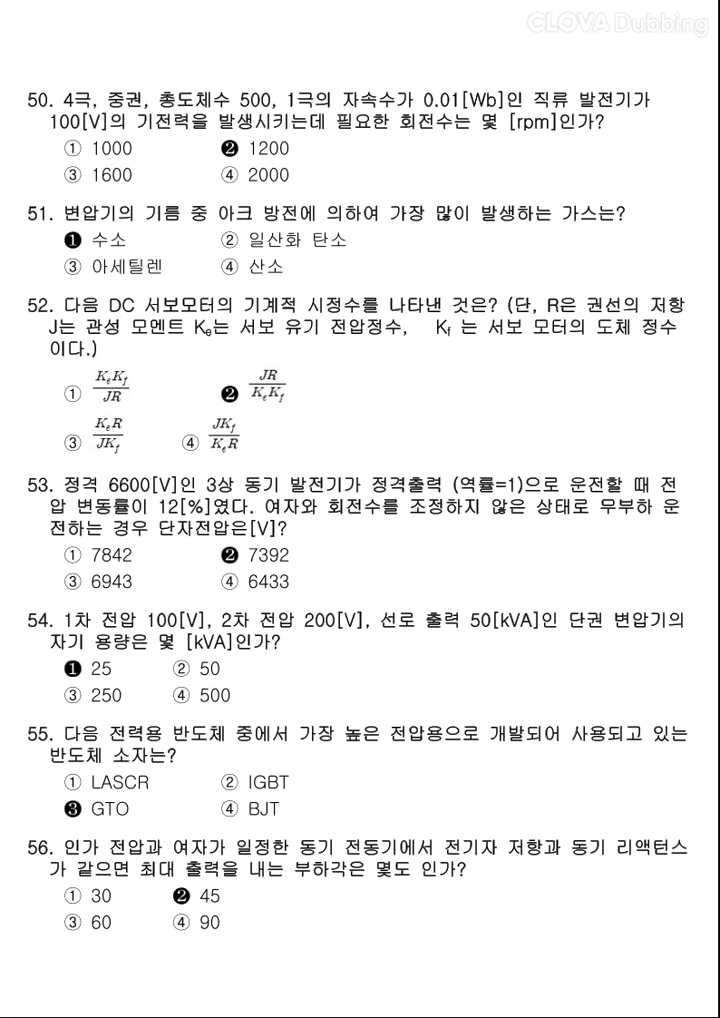 CLOVA Dubbing
50. 4극, 중권, 총도체수 500, 1극의 자속수가 0.01[Wb]인 직류 발전기가
100[V]의 기전력을 발생시키는데 필요한 회전수는 몇 [rpm]인가?
① 1000 ❷ 1200
③ 1600 ④ 2000
51. 변압기의 기름 중 아크 방전에 의하여 가장 많이 발생하는 가스는?
❶ 수소 ② 일산화 탄소
③ 아세틸렌 ④ 산소
52. 다음 DC 서보모터의 기계적 시정수를 나타낸 것은? (단, R은 권선의 저항
J는 관성 모멘트 Kₑ는 서보 유기 전압정수, K_f 는 서보 모터의 도체 정수
이다.)
① KₑK_f/JR ❷ JR/KₑK_f
③ KₑR/JK_f ④ JK_f/KₑR
53. 정격 6600[V]인 3상 동기 발전기가 정격출력 (역률=1)으로 운전할 때 전
압 변동률이 12[%]였다. 여자와 회전수를 조정하지 않은 상태로 무부하 운
전하는 경우 단자전압은[V]?
① 7842 ❷ 7392
③ 6943 ④ 6433
54. 1차 전압 100[V], 2차 전압 200[V], 선로 출력 50[kVA]인 단권 변압기의
자기 용량은 몇 [kVA]인가?
❶ 25 ② 50
③ 250 ④ 500
55. 다음 전력용 반도체 중에서 가장 높은 전압용으로 개발되어 사용되고 있는
반도체 소자는?
① LASCR ② IGBT
❸ GTO ④ BJT
56. 인가 전압과 여자가 일정한 동기 전동기에서 전기자 저항과 동기 리액턴스
가 같으면 최대 출력을 내는 부하각은 몇도 인가?
① 30 ❷ 45
③ 60 ④ 90